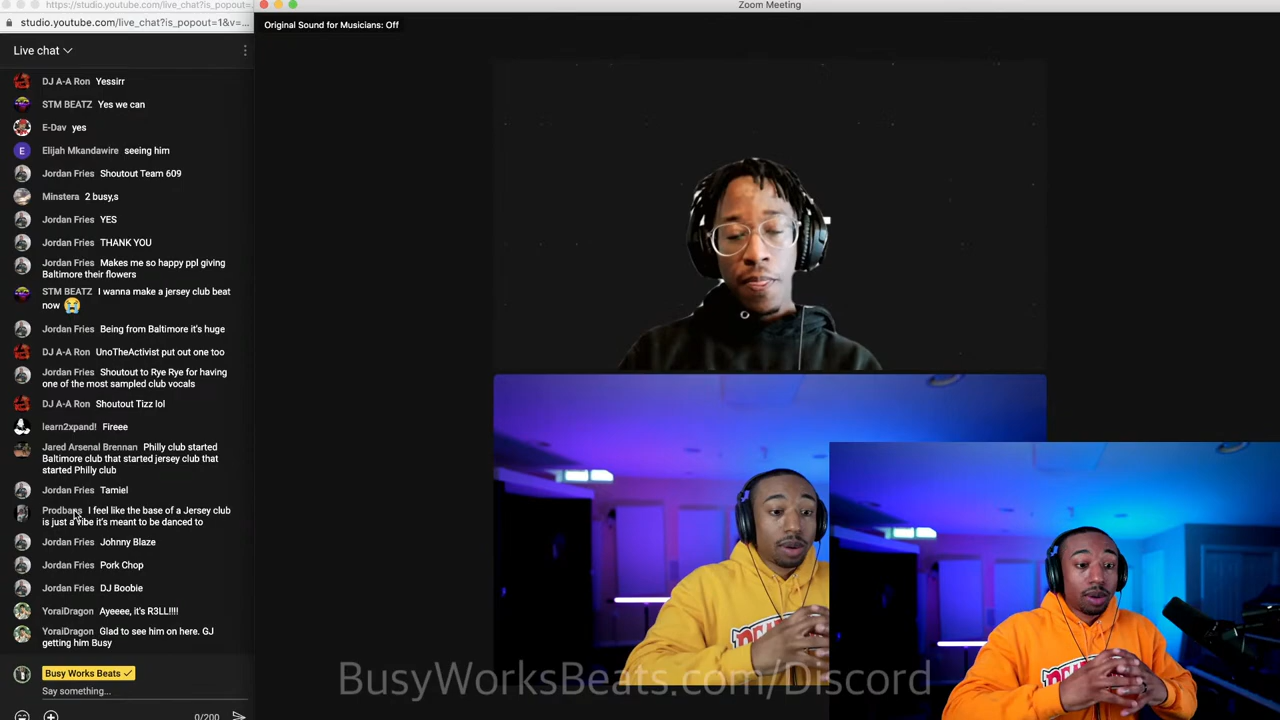 https://studio.youtube.com/live_chat?is_popout=1&v=...
studio.youtube.com/live_chat?is_popout=1&v=...
Zoom Meeting
Original Sound for Musicians: Off
Live chat
DJ A-A Ron Yessirr
STM BEATZ Yes we can
E-Dav yes
E
Elijah Mkandawire seeing him
Jordan Fries Shoutout Team 609
Minstera 2 busy,s
Jordan Fries YES
Jordan Fries THANK YOU
Jordan Fries Makes me so happy ppl giving
Baltimore their flowers
STM BEATZ I wanna make a jersey club beat
now 😭
Jordan Fries Being from Baltimore it's huge
DJ A-A Ron UnoTheActivist put out one too
Jordan Fries Shoutout to Rye Rye for having
one of the most sampled club vocals
DJ A-A Ron Shoutout Tizz lol
learn2xpand! Fireee
Jared Arsenal Brennan Philly club started
Baltimore club that started jersey club that
started Philly club
Jordan Fries Tamiel
I feel like the base of a Jersey club
is just a vibe it's meant to be danced to
Jordan Fries Johnny Blaze
Jordan Fries Pork Chop
Jordan Fries DJ Boobie
YoraiDragon Ayeeee, it's R3LL!!!!
YoraiDragon Glad to see him on here. GJ
getting him Busy
Busy Works Beats
Say something...
0/200
BusyWorksBeats.com/Discord